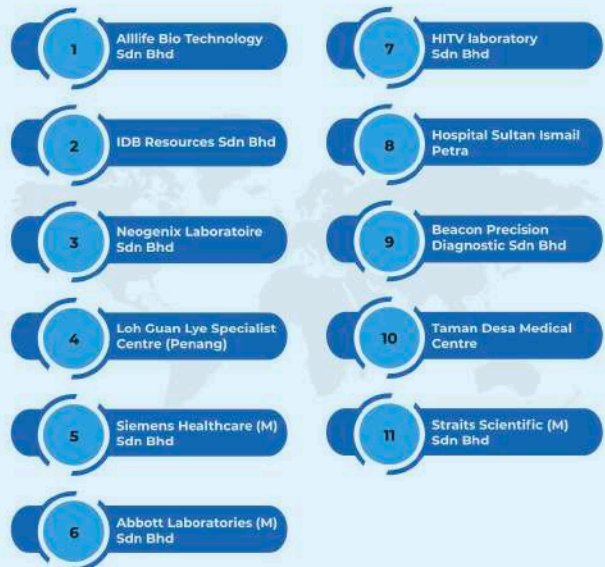 1
Alllife Bio Technology
Sdn Bhd
2
IDB Resources Sdn Bhd
3
Neogenix Laboratoire
Sdn Bhd
4
Loh Guan Lye Specialist
Centre (Penang)
5
Siemens Healthcare (M)
Sdn Bhd
6
Abbott Laboratories (M)
Sdn Bhd
7
HITV laboratory
Sdn Bhd
8
Hospital Sultan Ismail
Petra
9
Beacon Precision
Diagnostic Sdn Bhd
10
Taman Desa Medical
Centre
11
Straits Scientific (M)
Sdn Bhd